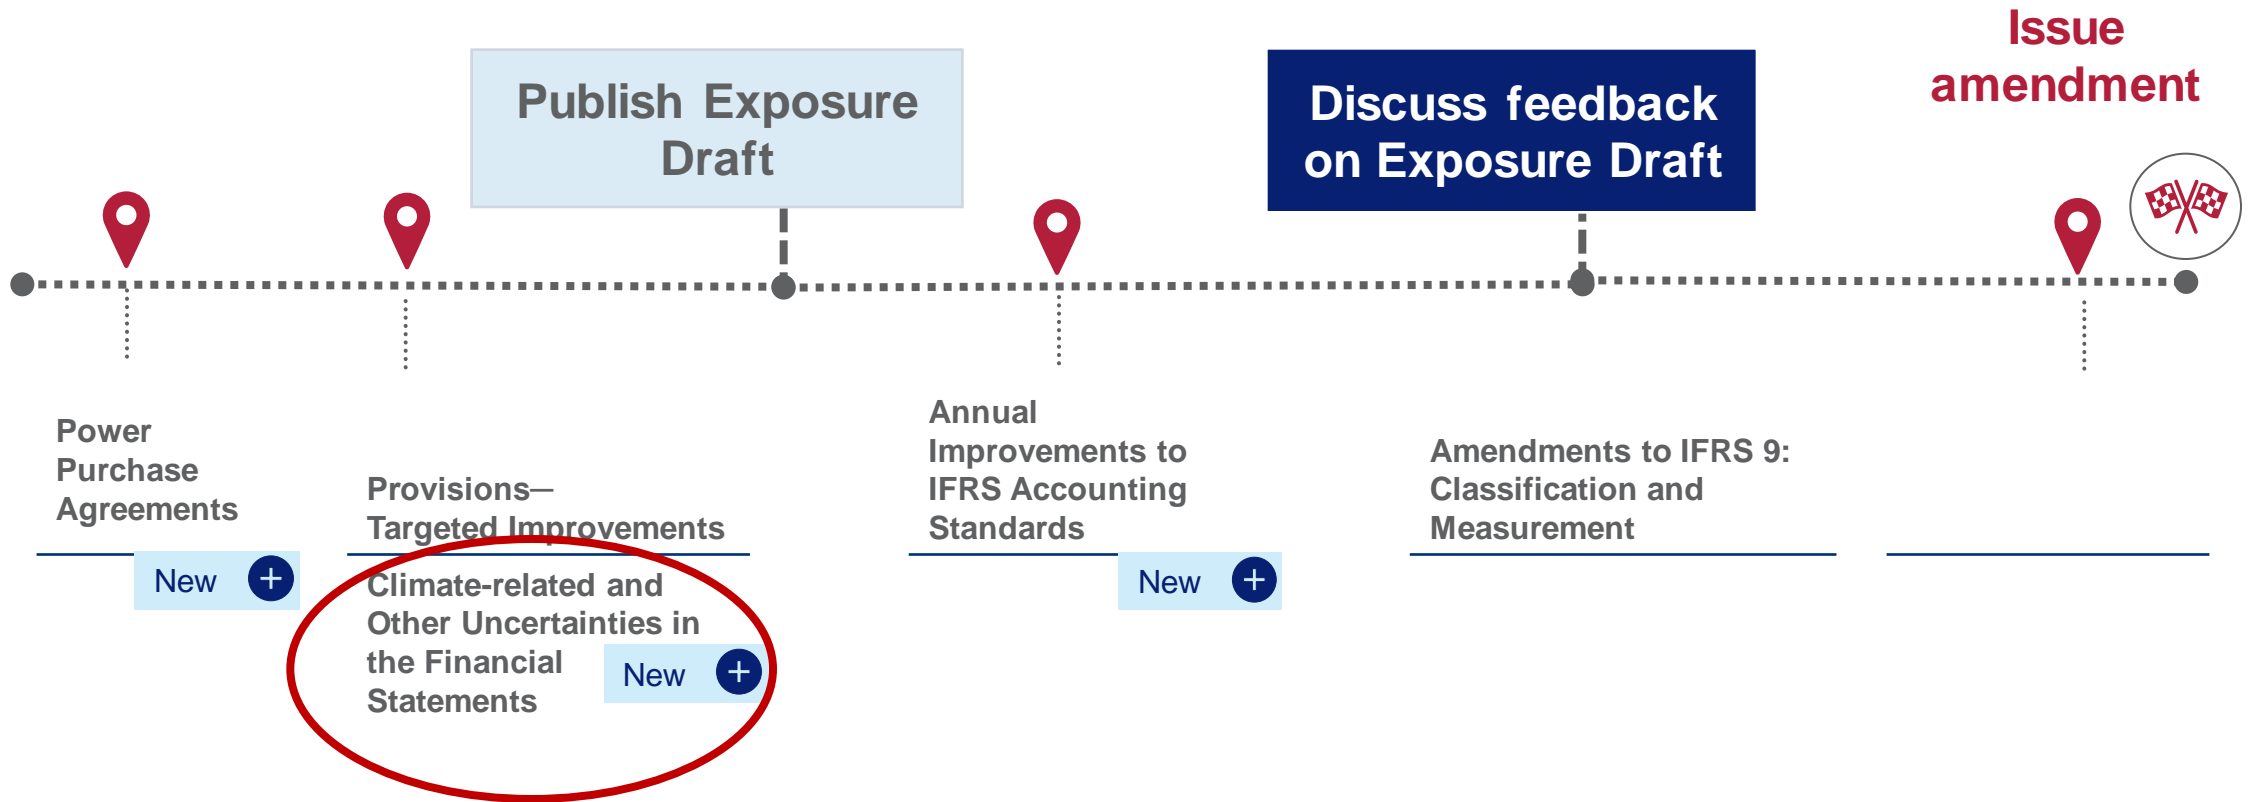 Issue
amendment
Publish Exposure
Draft
Discuss feedback
on Exposure Draft
Power
Purchase
Agreements
New
Provisions—
Targeted Improvements
Climate-related and
Other Uncertainties in
the Financial
Statements
New
Annual
Improvements to
IFRS Accounting
Standards
New
Amendments to IFRS 9:
Classification and
Measurement